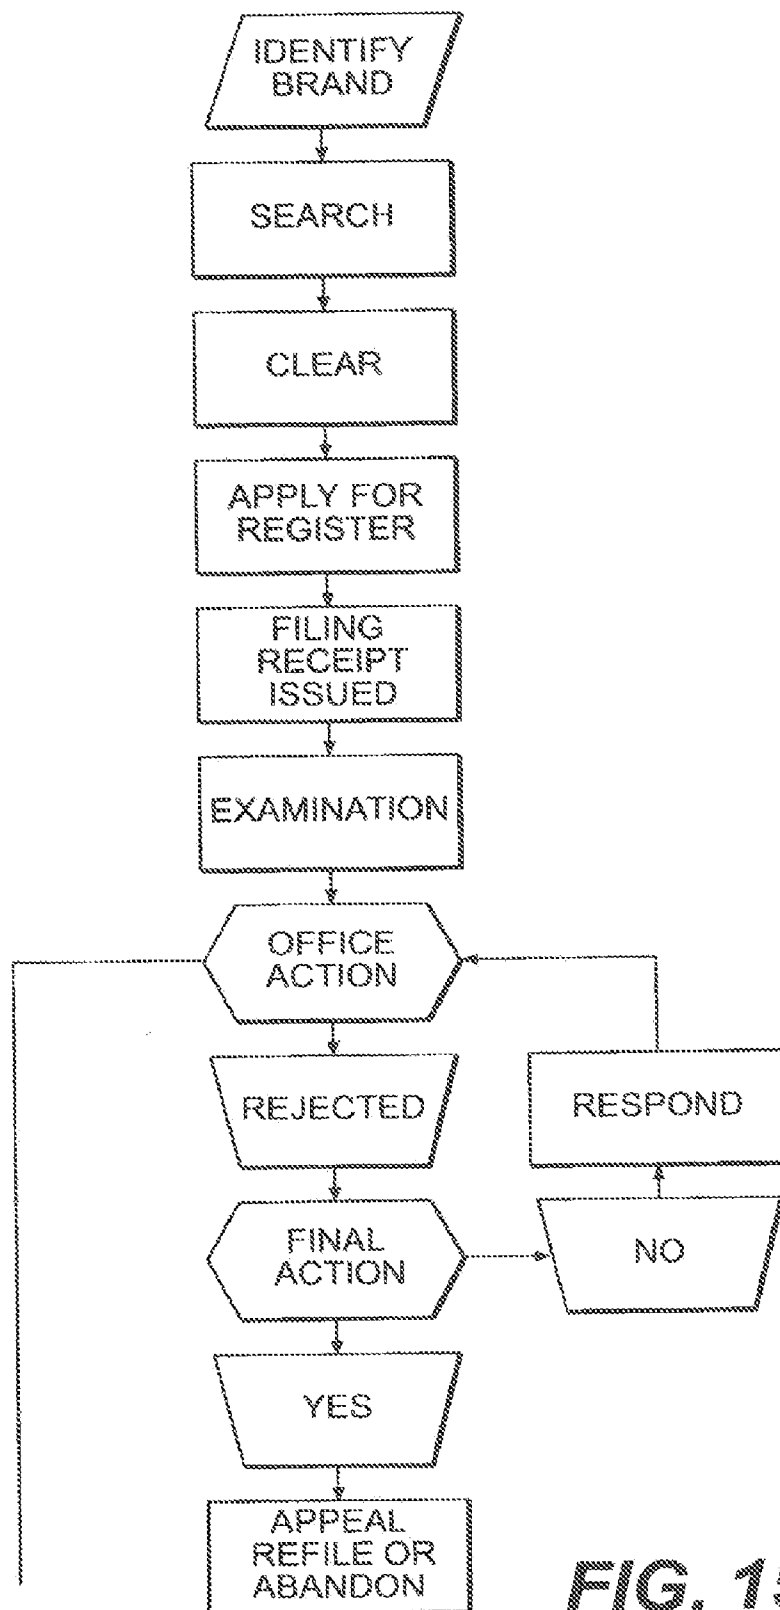 IDENTIFY
BRAND
SEARCH
CLEAR
APPLY FOR
REGISTER
FILING
RECEIPT
ISSUED
EXAMINATION
OFFICE
ACTION
REJECTED
RESPOND
FINAL
ACTION
NO
YES
APPEAL
REFILE OR
ABANDON
FIG.